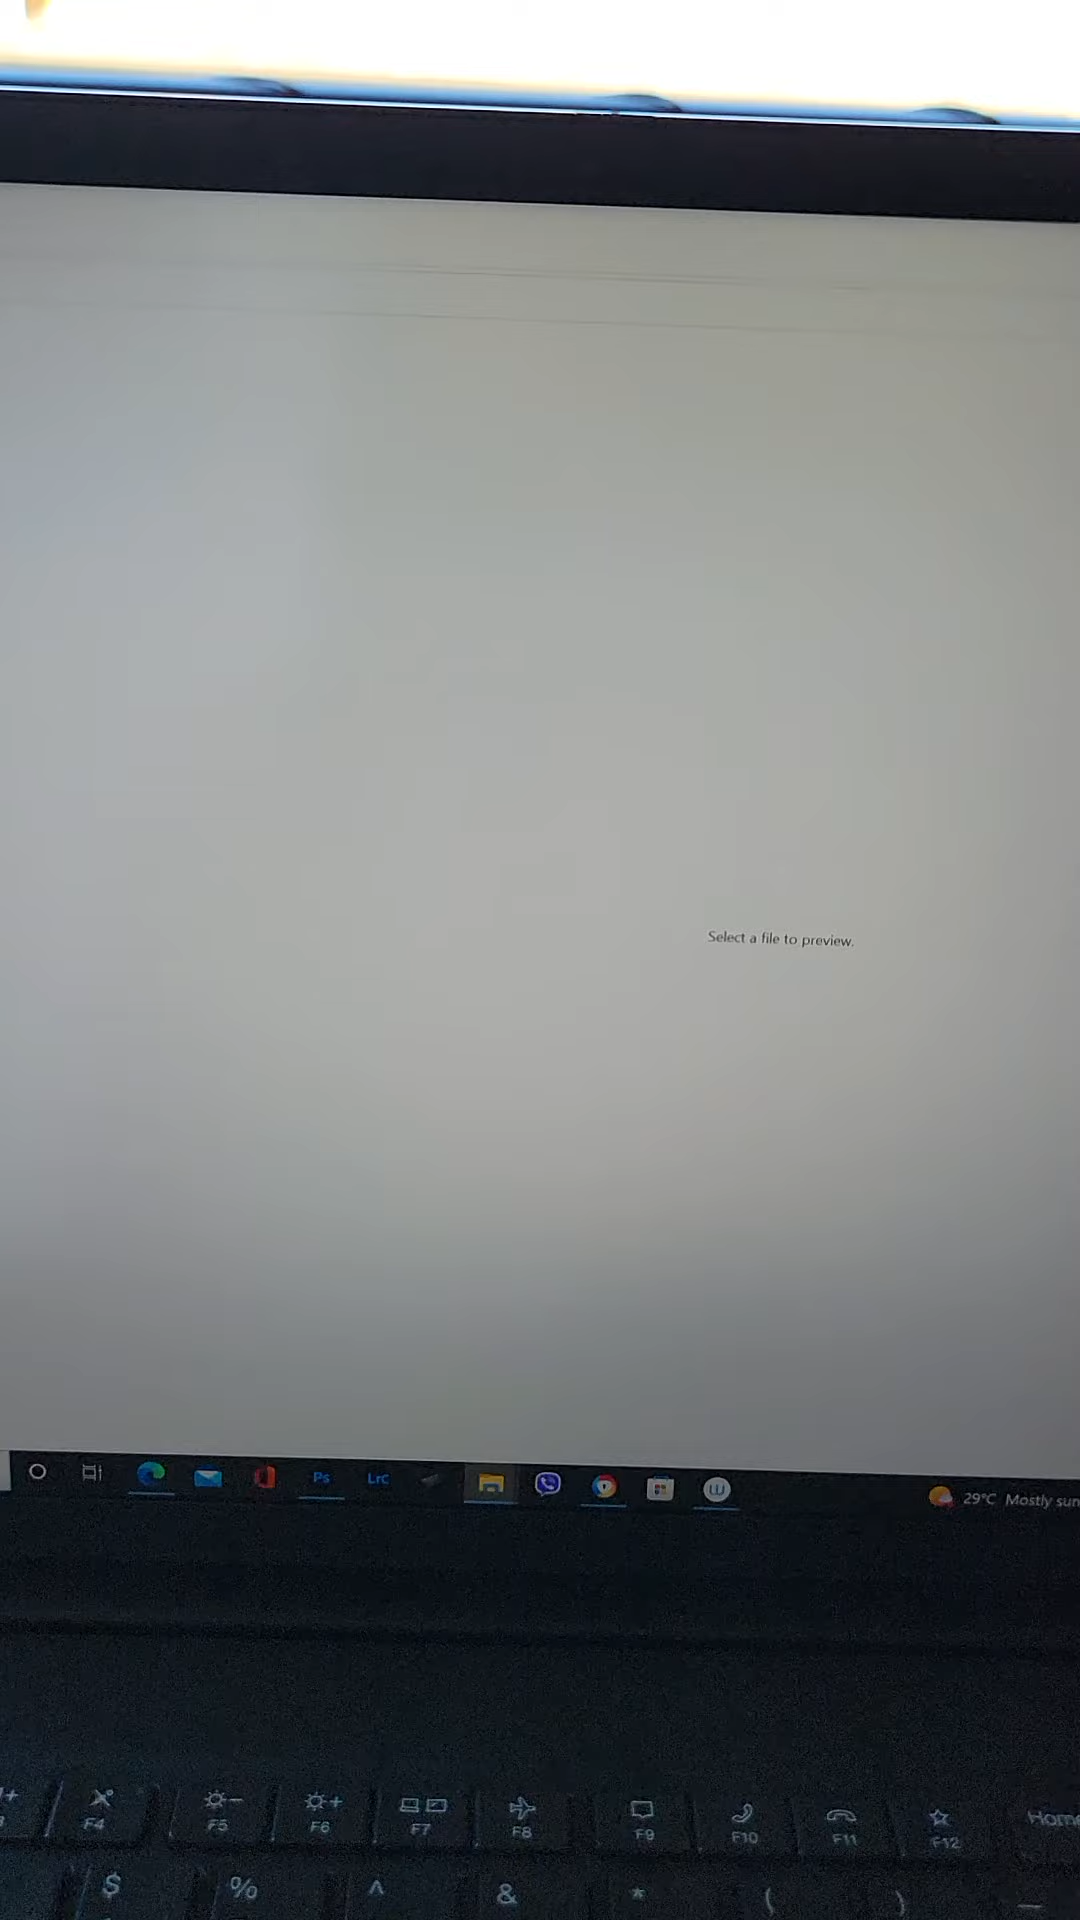 Select a file to preview.
Ps LrC
29°C Mostly sun
F4 F5 F6 F7 F8 F9 F10 F11 F12 Home
$ % ^ & * ( ) _